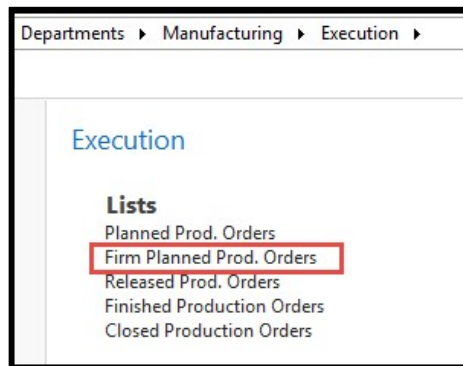 Departments ▸ Manufacturing ▸ Execution ▸
Execution
Lists
Planned Prod. Orders
Firm Planned Prod. Orders
Released Prod. Orders
Finished Production Orders
Closed Production Orders